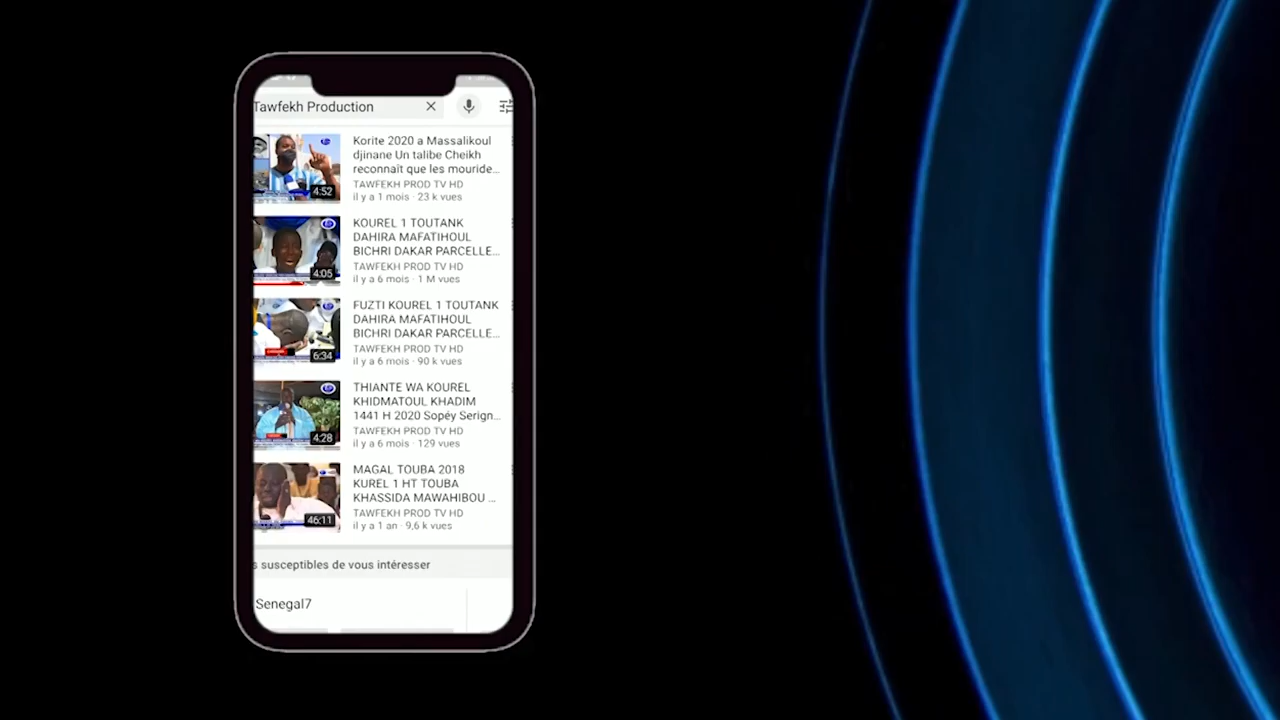 Tawfekh Production
Korite 2020 a Massalikoul
djinane Un talibe Cheikh
reconnaît que les mouride...
TAWFEKH PROD TV HD
il y a 1 mois · 23 k vues
4:52
KOUREL 1 TOUTANK
DAHIRA MAFATIHOUL
BICHRI DAKAR PARCELLE...
TAWFEKH PROD TV HD
il y a 6 mois · 1 M vues
4:05
FUZTI KOUREL 1 TOUTANK
DAHIRA MAFATIHOUL
BICHRI DAKAR PARCELLE...
TAWFEKH PROD TV HD
il y a 6 mois · 90 k vues
6:34
THIANTE WA KOUREL
KHIDMATOUL KHADIM
1441 H 2020 Sopéy Serign...
TAWFEKH PROD TV HD
il y a 6 mois · 129 vues
4:28
MAGAL TOUBA 2018
KUREL 1 HT TOUBA
KHASSIDA MAWAHIBOU ...
TAWFEKH PROD TV HD
il y a 1 an · 9,6 k vues
46:11
s susceptibles de vous intéresser
Senegal7